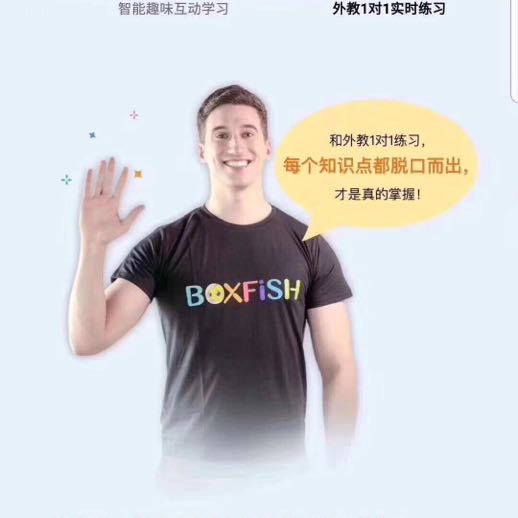 智能趣味互动学习
外教1对1实时练习
和外教1对1练习，
每个知识点都脱口而出，
才是真的掌握！
BOXFiSH